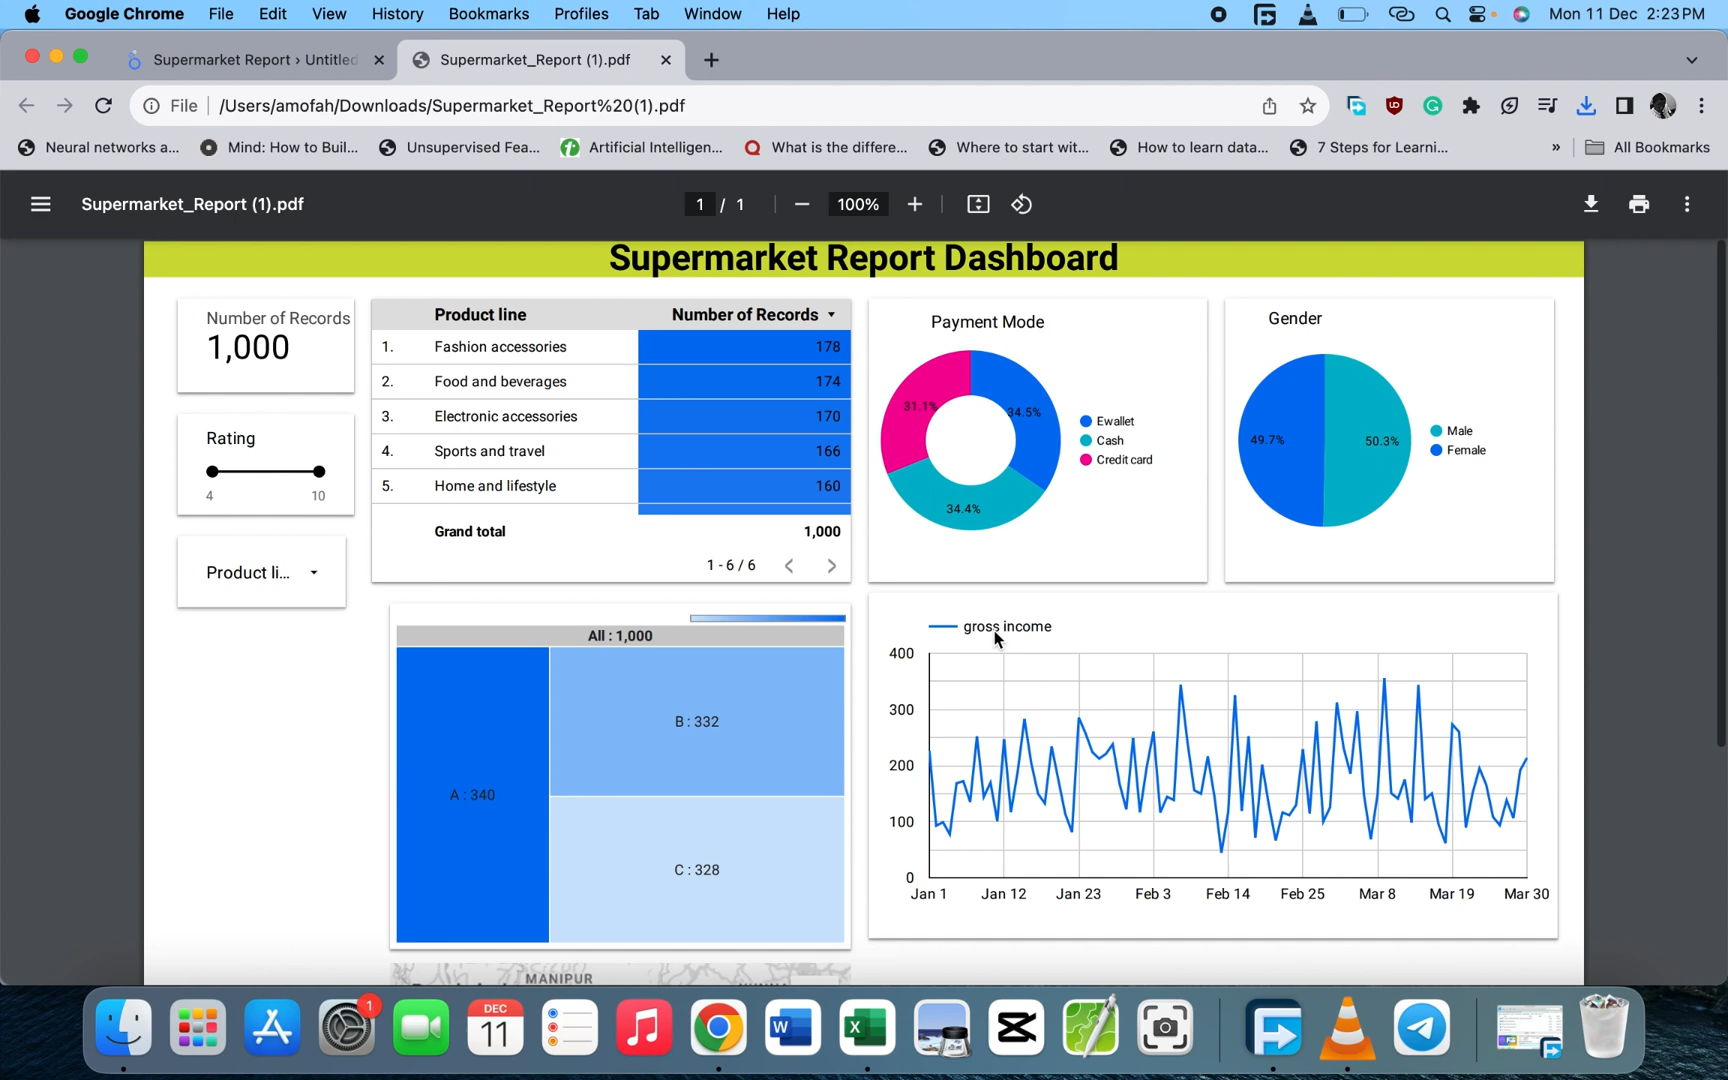 Google Chrome File Edit View History Bookmarks Profiles Tab Window Help Mon 11 Dec 2:23 PM
Supermarket Report › Untitled Supermarket_Report (1).pdf
File /Users/amofah/Downloads/Supermarket_Report%20(1).pdf
Neural networks a... Mind: How to Buil... Unsupervised Fea... Artificial Intelligen... What is the differe... Where to start wit... How to learn data... 7 Steps for Learni... » All Bookmarks
Supermarket_Report (1).pdf 1 / 1 100%
Supermarket Report Dashboard
Number of Records
1,000
Rating
4 10
Product li...
Product line Number of Records
1. Fashion accessories 178
2. Food and beverages 174
3. Electronic accessories 170
4. Sports and travel 166
5. Home and lifestyle 160
Grand total 1,000
1 - 6 / 6
Payment Mode
31.1% 34.5%
34.4%
Ewallet
Cash
Credit card
Gender
49.7% 50.3%
Male
Female
All : 1,000
A : 340
B : 332
C : 328
gross income
400
300
200
100
0
Jan 1 Jan 12 Jan 23 Feb 3 Feb 14 Feb 25 Mar 8 Mar 19 Mar 30
MANIPUR
1
DEC
11